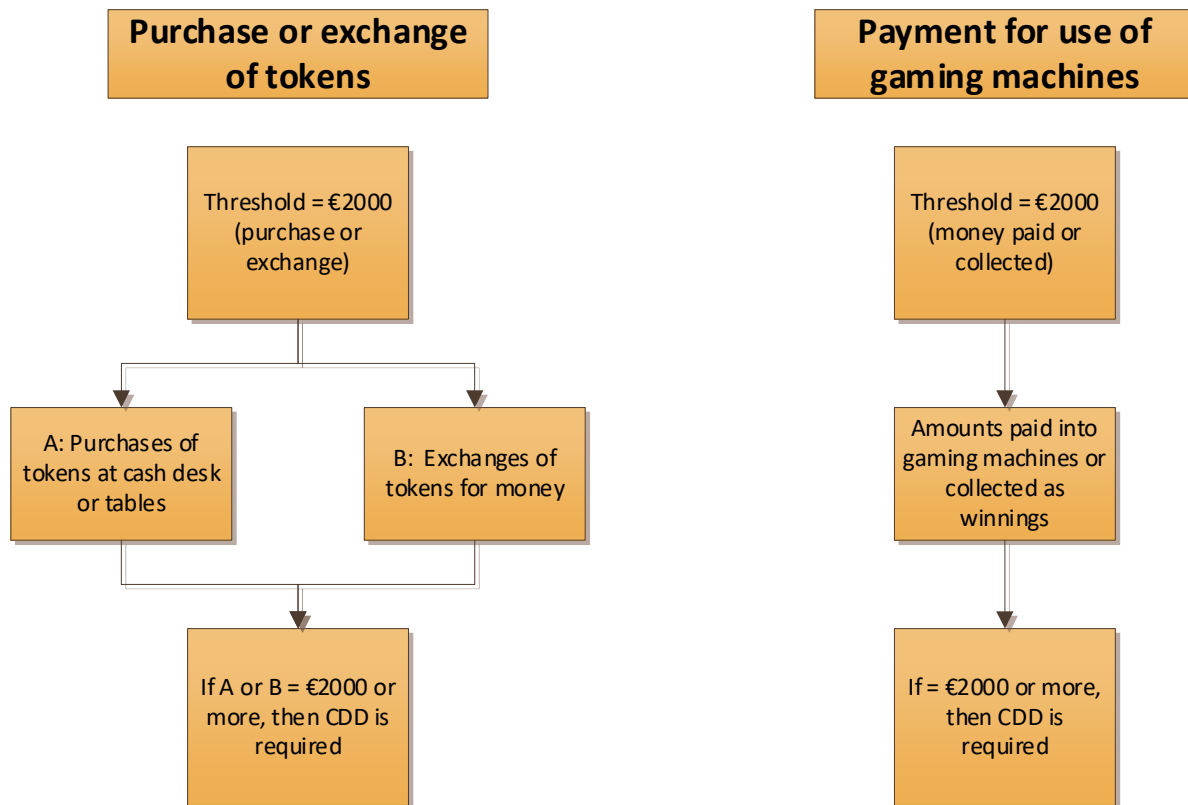 Purchase or exchange
of tokens
Threshold = €2000
(purchase or
exchange)
A: Purchases of
tokens at cash desk
or tables
B:  Exchanges of
tokens for money
If A or B = €2000 or
more, then CDD is
required
Payment for use of
gaming machines
Threshold = €2000
(money paid or
collected)
Amounts paid into
gaming machines or
collected as
winnings
If = €2000 or more,
then CDD is
required